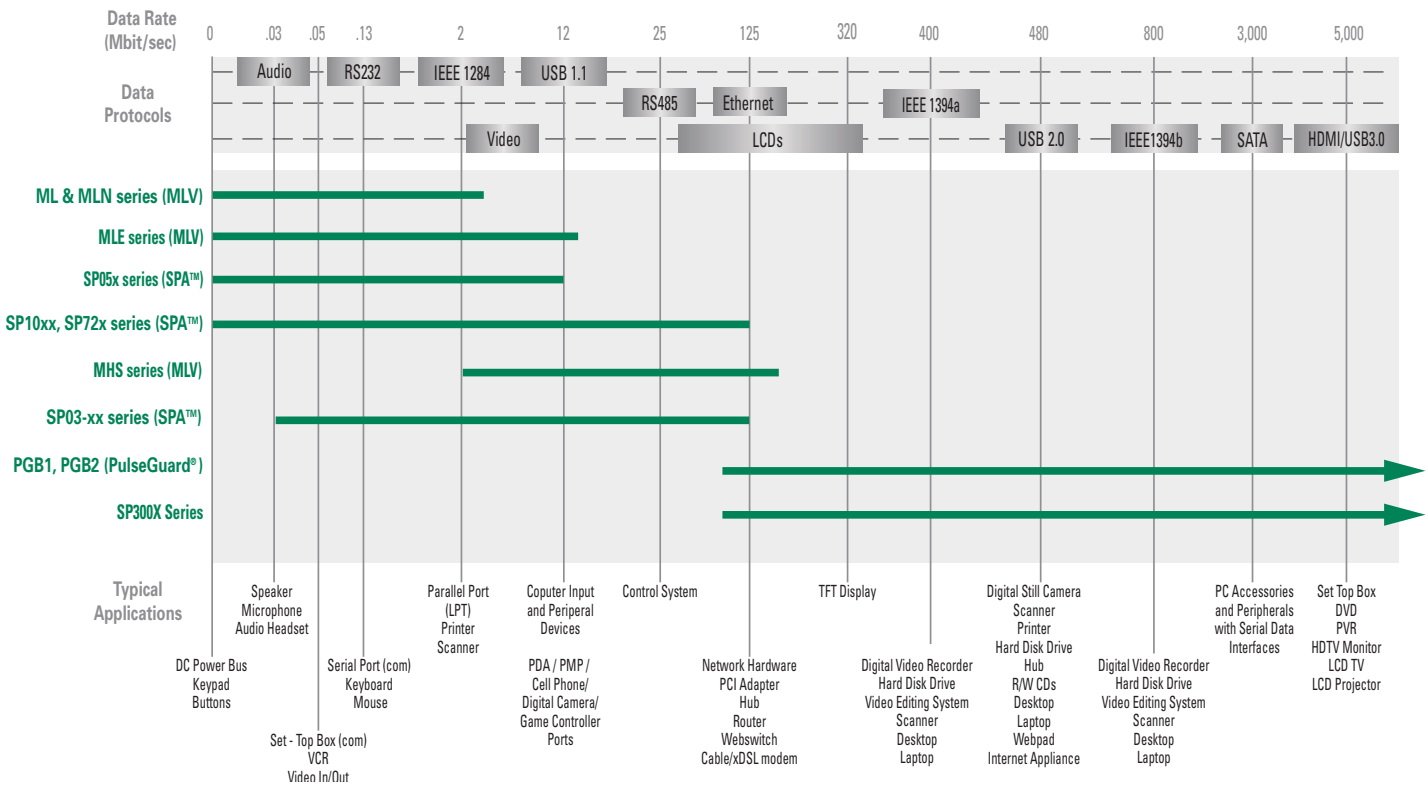 Data Rate
(Mbit/sec)
0 .03 .05 .13 2 12 25 125 320 400 480 800 3,000 5,000
Data
Protocols
Audio RS232 IEEE 1284 USB 1.1
RS485 Ethernet IEEE 1394a
Video LCDs USB 2.0 IEEE1394b SATA HDMI/USB3.0
ML & MLN series (MLV)
MLE series (MLV)
SP05x series (SPA™)
SP10xx, SP72x series (SPA™)
MHS series (MLV)
SP03-xx series (SPA™)
PGB1, PGB2 (PulseGuard®)
SP300X Series
Typical
Applications
DC Power Bus
Keypad
Buttons
Speaker
Microphone
Audio Headset
Set - Top Box (com)
VCR
Video In/Out
Serial Port (com)
Keyboard
Mouse
Parallel Port
(LPT)
Printer
Scanner
Coputer Input
and Periperal
Devices
PDA / PMP /
Cell Phone/
Digital Camera/
Game Controller
Ports
Control System
Network Hardware
PCI Adapter
Hub
Router
Webswitch
Cable/xDSL modem
TFT Display
Digital Video Recorder
Hard Disk Drive
Video Editing System
Scanner
Desktop
Laptop
Digital Still Camera
Scanner
Printer
Hard Disk Drive
Hub
R/W CDs
Desktop
Laptop
Webpad
Internet Appliance
Digital Video Recorder
Hard Disk Drive
Video Editing System
Scanner
Desktop
Laptop
PC Accessories
and Peripherals
with Serial Data
Interfaces
Set Top Box
DVD
PVR
HDTV Monitor
LCD TV
LCD Projector